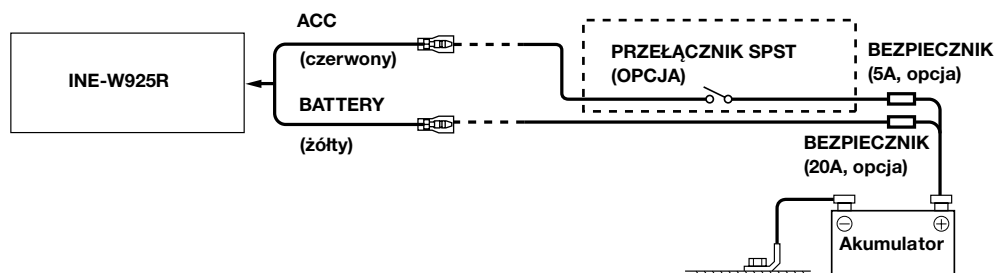 ACC
(czerwony)
INE-W925R
BATTERY
(żółty)
PRZEŁĄCZNIK SPST
(OPCJA)
BEZPIECZNIK
(5A, opcja)
BEZPIECZNIK
(20A, opcja)
Akumulator